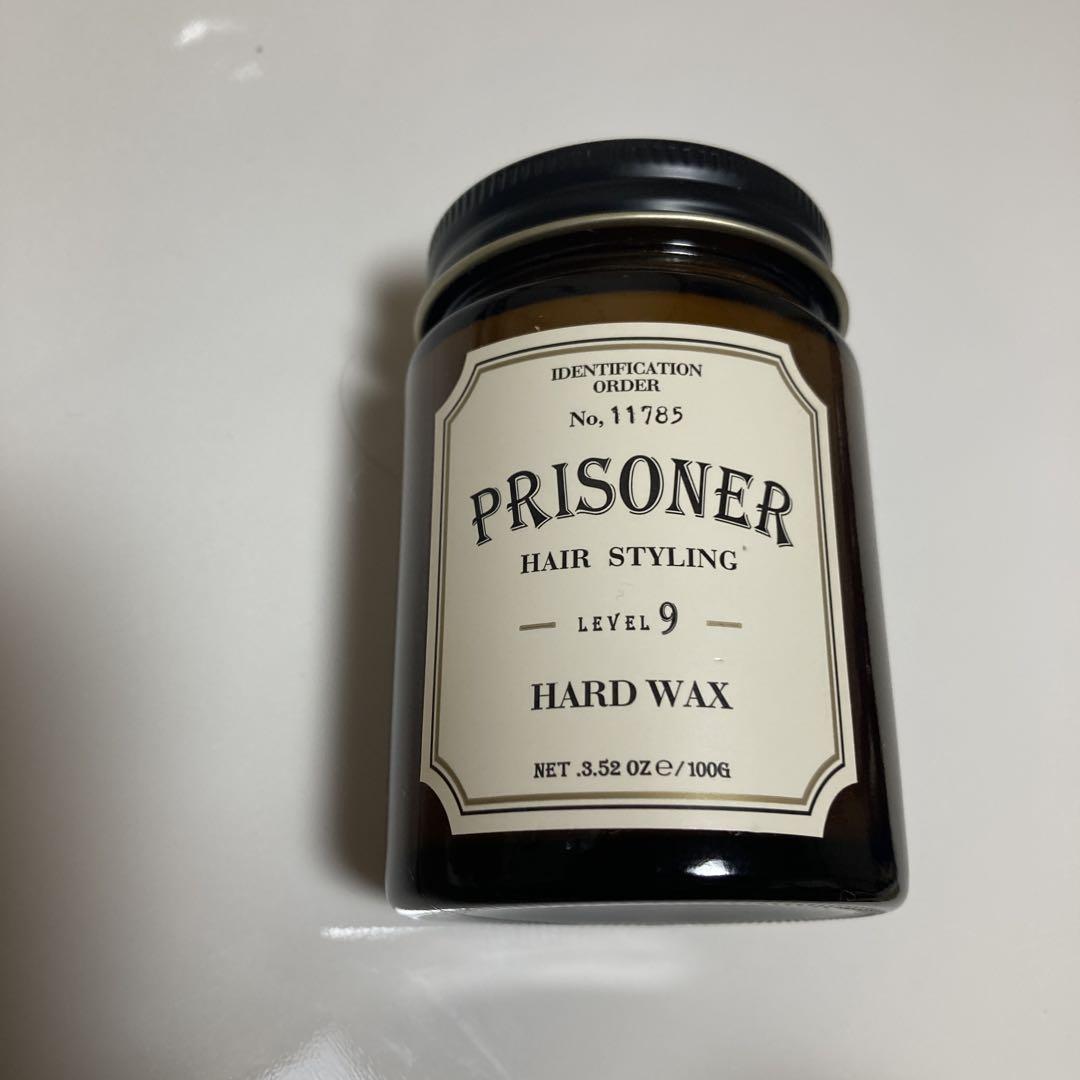 IDENTIFICATION
ORDER
No, 11785
PRISONER
HAIR STYLING
LEVEL 9
HARD WAX
NET .3.52 OZ ℮/100G